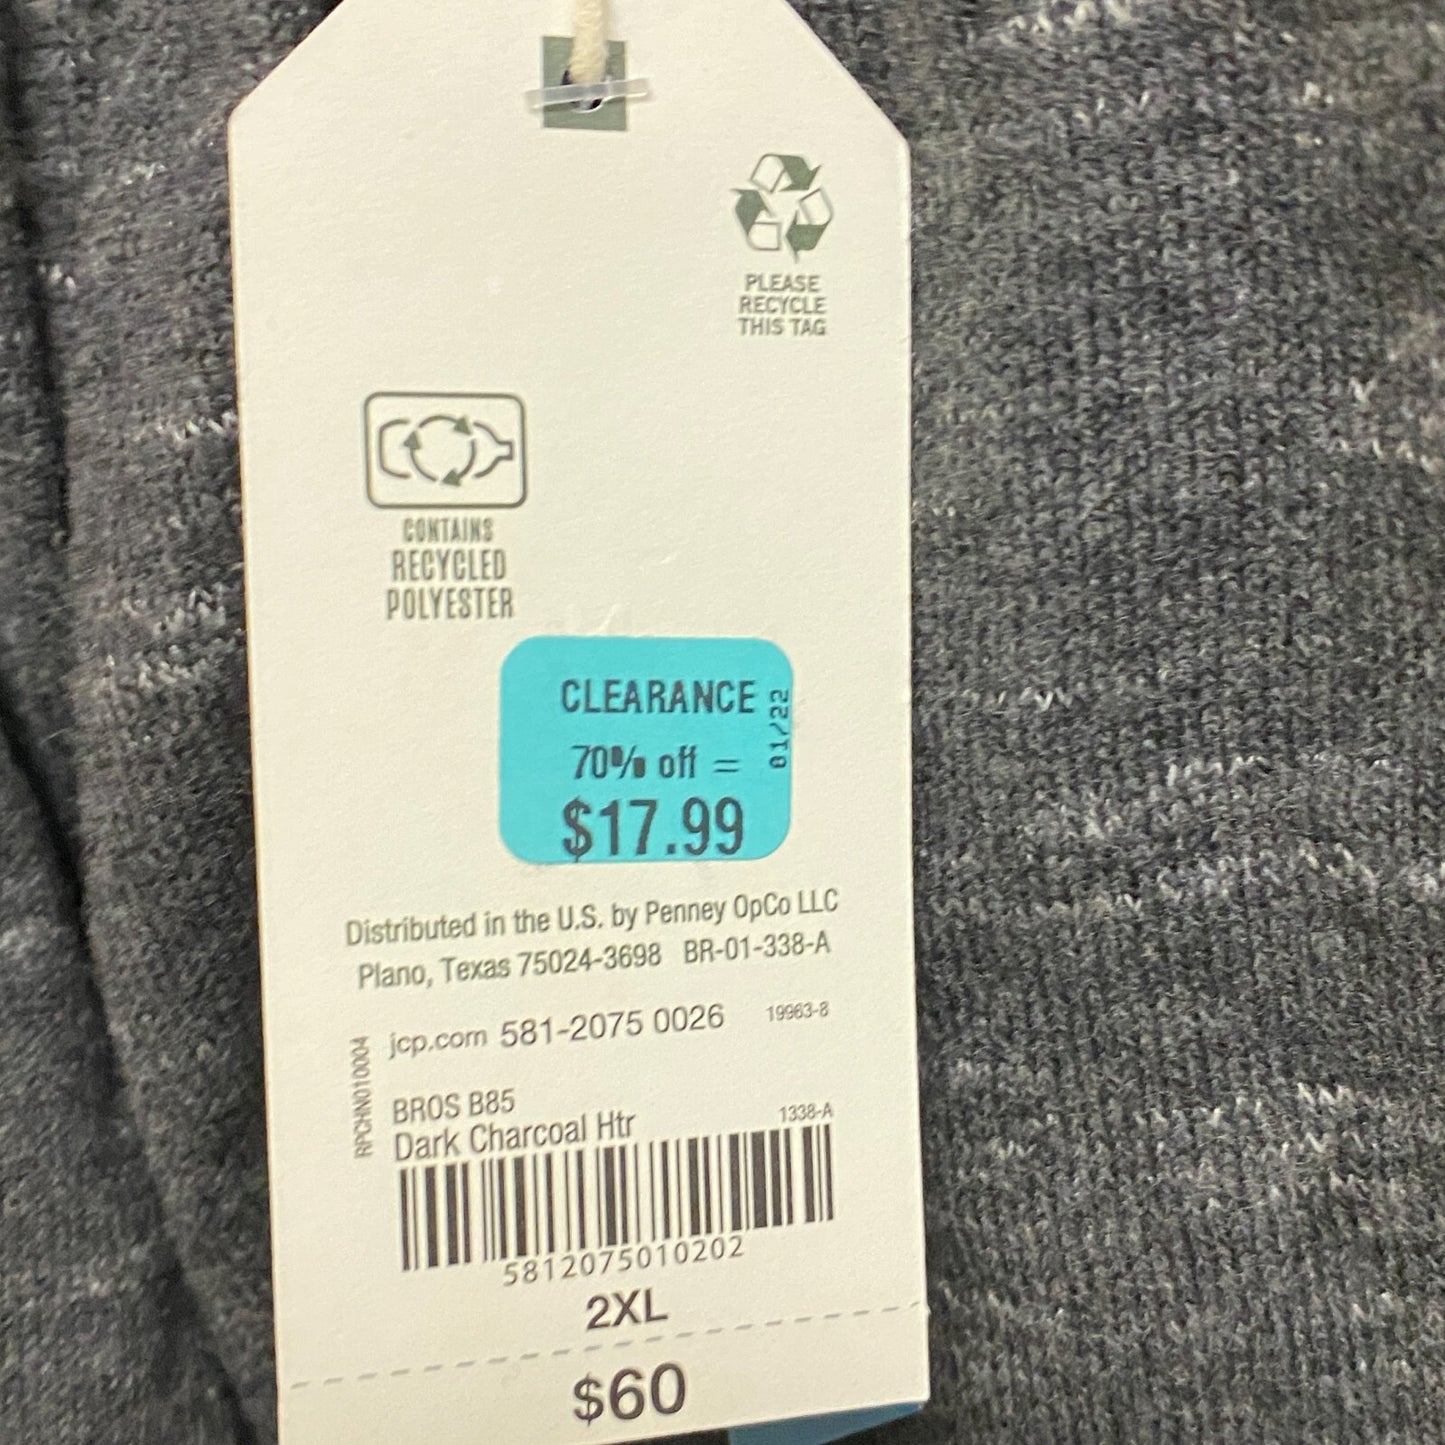 PLEASE
RECYCLE
THIS TAG
CONTAINS
RECYCLED
POLYESTER
CLEARANCE
01/22
70% off =
$17.99
Distributed in the U.S. by Penney OpCo LLC
Plano, Texas 75024-3698 BR-01-338-A
jcp.com 581-2075 0026 19963-8
RPCHN010004
BROS B85
Dark Charcoal Htr 1338-A
5812075010202
2XL
$60